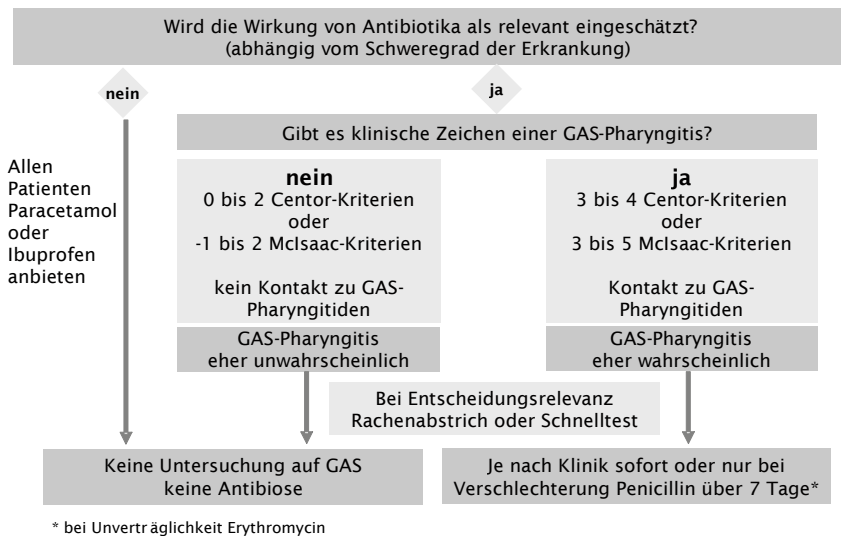 Wird die Wirkung von Antibiotika als relevant eingeschätzt?
(abhängig vom Schweregrad der Erkrankung)
nein
ja
Gibt es klinische Zeichen einer GAS-Pharyngitis?
Allen
Patienten
Paracetamol
oder
Ibuprofen
anbieten
nein
0 bis 2 Centor-Kriterien
oder
-1 bis 2 McIsaac-Kriterien
kein Kontakt zu GAS-
Pharyngitiden
ja
3 bis 4 Centor-Kriterien
oder
3 bis 5 McIsaac-Kriterien
Kontakt zu GAS-
Pharyngitiden
GAS-Pharyngitis
eher unwahrscheinlich
GAS-Pharyngitis
eher wahrscheinlich
Bei Entscheidungsrelevanz
Rachenabstrich oder Schnelltest
Keine Untersuchung auf GAS
keine Antibiose
Je nach Klinik sofort oder nur bei
Verschlechterung Penicillin über 7 Tage*
* bei Unverträglichkeit Erythromycin